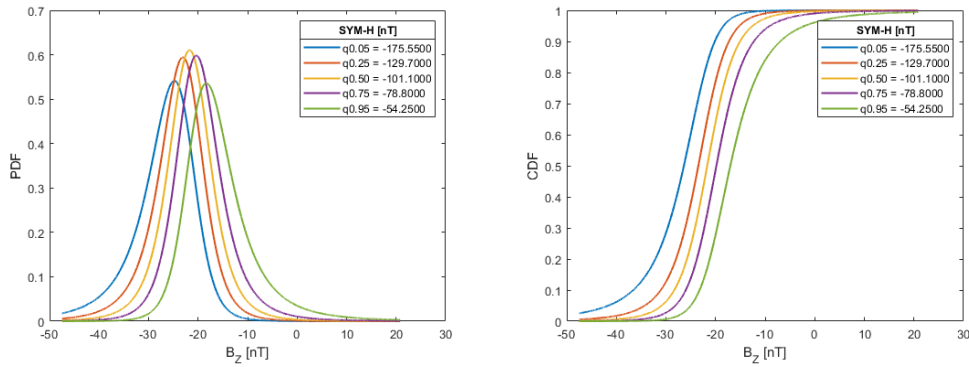 0.7
0.6
0.5
0.4
0.3
0.2
0.1
0
PDF
-50 -40 -30 -20 -10 0 10 20 30
B_Z [nT]
SYM-H [nT]
q0.05 = -175.5500
q0.25 = -129.7000
q0.50 = -101.1000
q0.75 = -78.8000
q0.95 = -54.2500
1
0.9
0.8
0.7
0.6
0.5
0.4
0.3
0.2
0.1
0
CDF
-50 -40 -30 -20 -10 0 10 20 30
B_Z [nT]
SYM-H [nT]
q0.05 = -175.5500
q0.25 = -129.7000
q0.50 = -101.1000
q0.75 = -78.8000
q0.95 = -54.2500